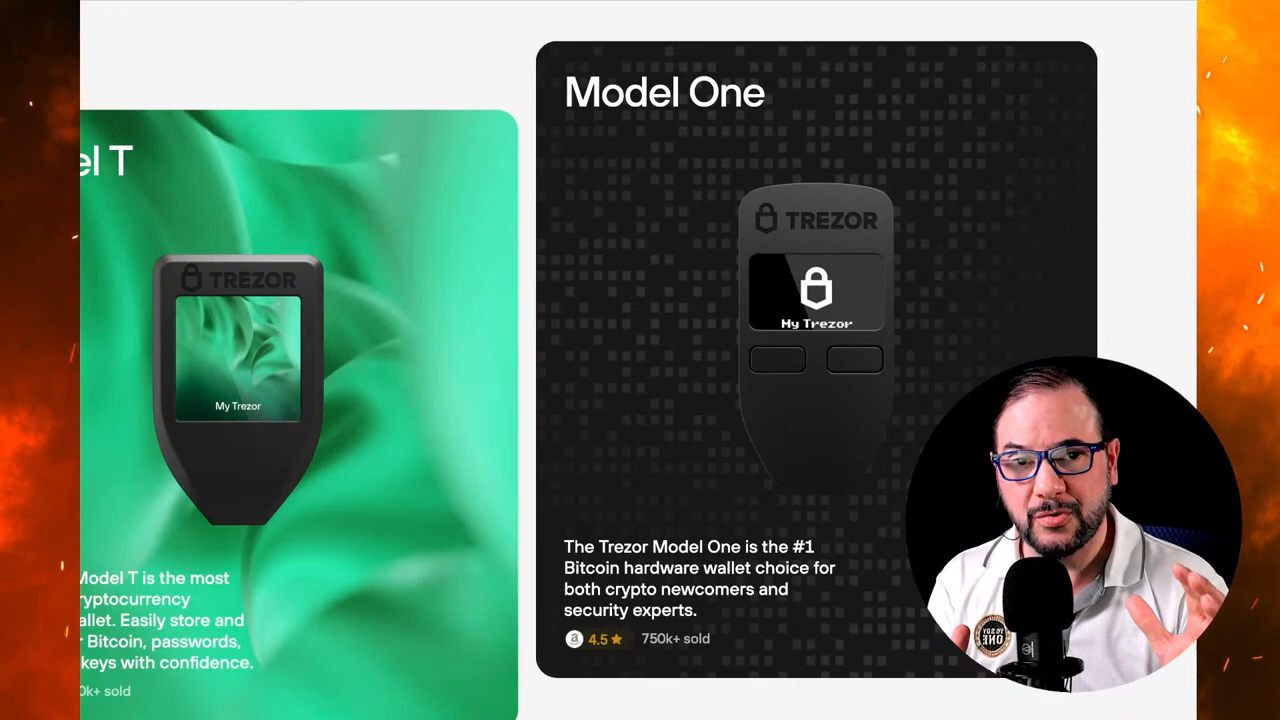 el T
TREZOR
My Trezor
Model T is the most
ryptocurrency
allet. Easily store and
r Bitcoin, passwords,
keys with confidence.
0k+ sold
Model One
TREZOR
My Trezor
The Trezor Model One is the #1
Bitcoin hardware wallet choice for
both crypto newcomers and
security experts.
a 4.5 750k+ sold